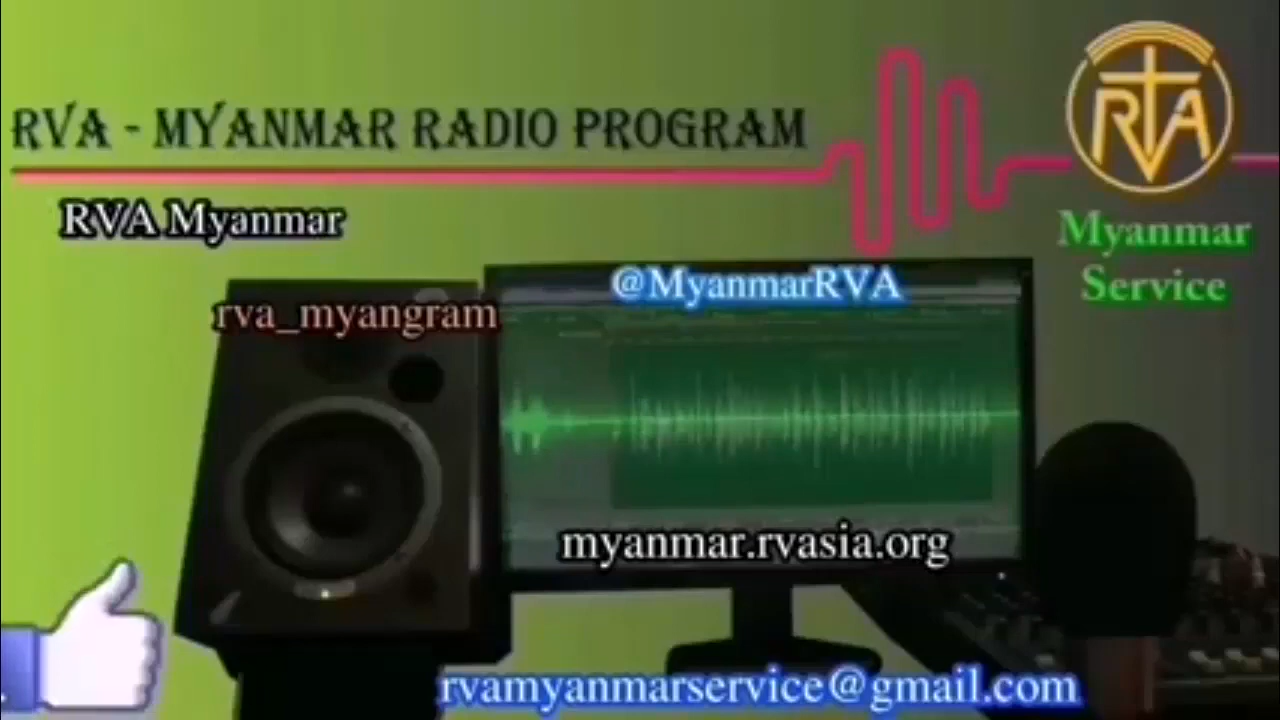 RVA
RVA - MYANMAR RADIO PROGRAM
RVA Myanmar
Myanmar
Service
@MyanmarRVA
rva_myangram
myanmar.rvasia.org
rvamyanmarservice@gmail.com